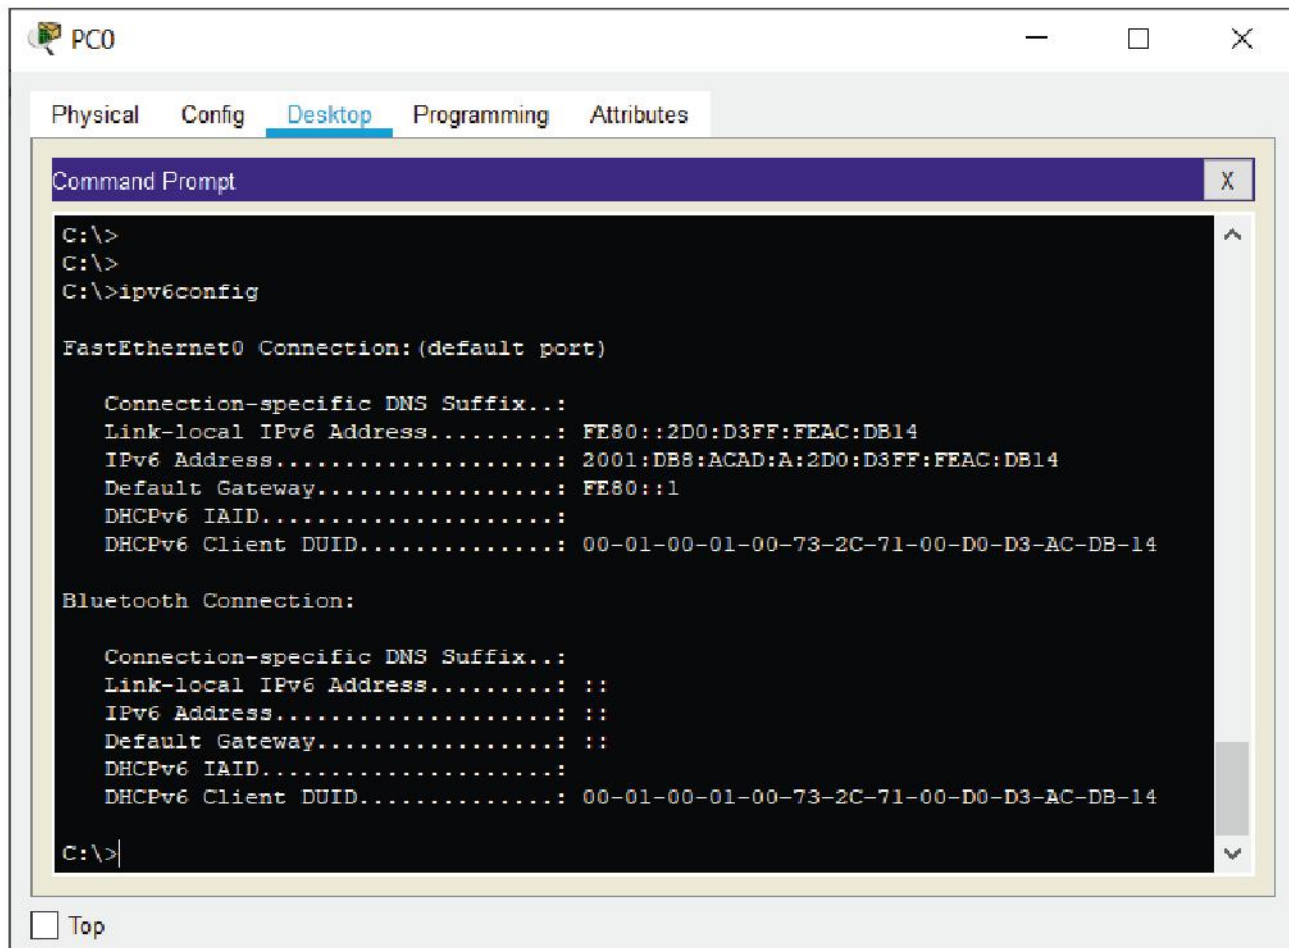 PC0
Physical Config Desktop Programming Attributes
Command Prompt X
C:\>
C:\>
C:\>ipv6config
FastEthernet0 Connection:(default port)
Connection-specific DNS Suffix..:
Link-local IPv6 Address.........: FE80::2D0:D3FF:FEAC:DB14
IPv6 Address....................: 2001:DB8:ACAD:A:2D0:D3FF:FEAC:DB14
Default Gateway.................: FE80::1
DHCPv6 IAID.....................:
DHCPv6 Client DUID..............: 00-01-00-01-00-73-2C-71-00-D0-D3-AC-DB-14
Bluetooth Connection:
Connection-specific DNS Suffix..:
Link-local IPv6 Address.........: ::
IPv6 Address....................: ::
Default Gateway.................: ::
DHCPv6 IAID.....................:
DHCPv6 Client DUID..............: 00-01-00-01-00-73-2C-71-00-D0-D3-AC-DB-14
C:\>
Top